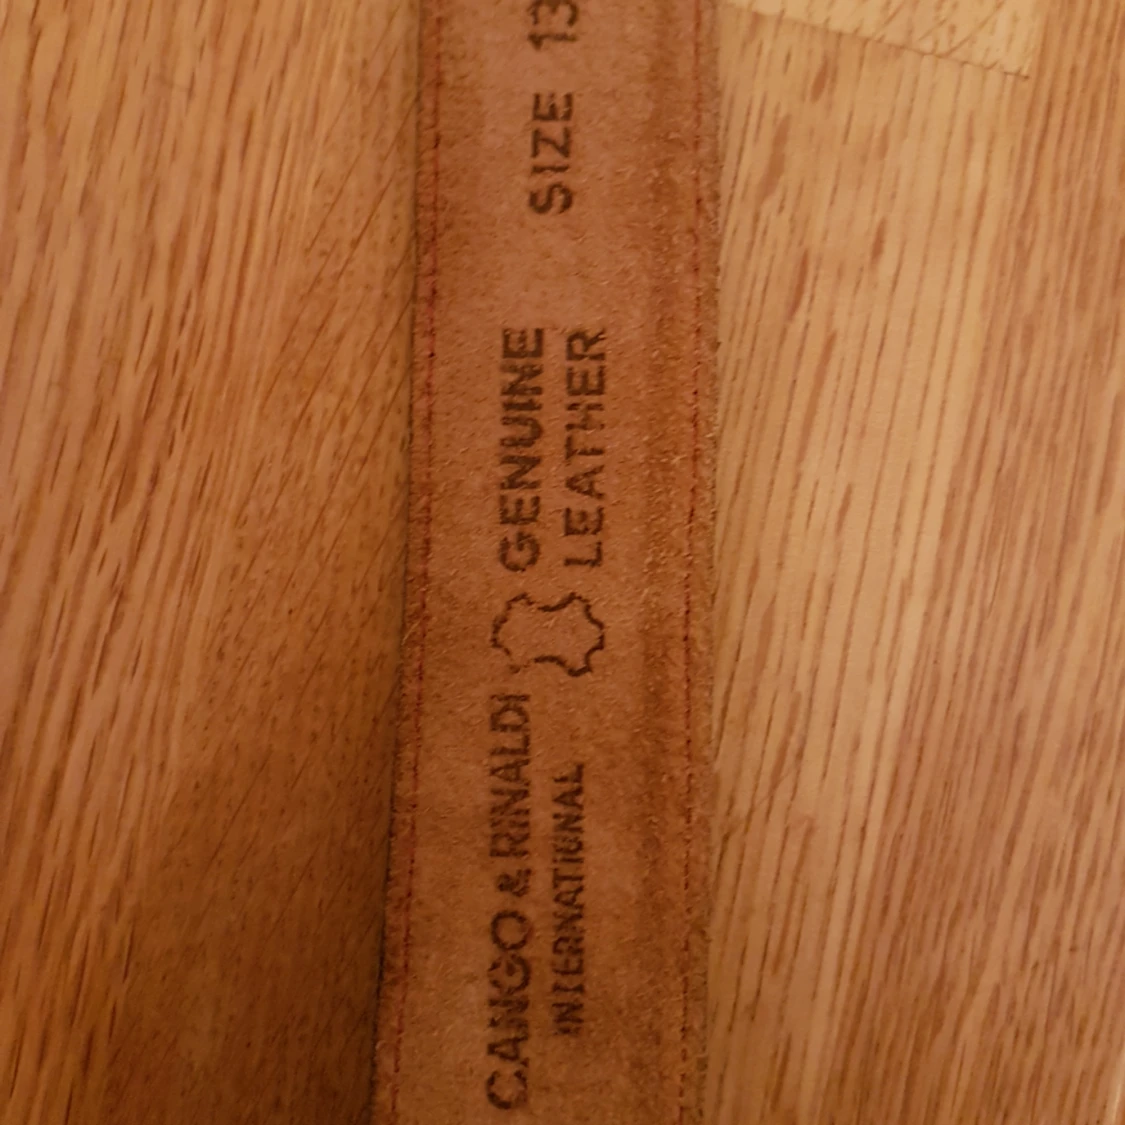 CANGO & RINALDI
INTERNATIONAL
GENUINE
LEATHER
SIZE 13